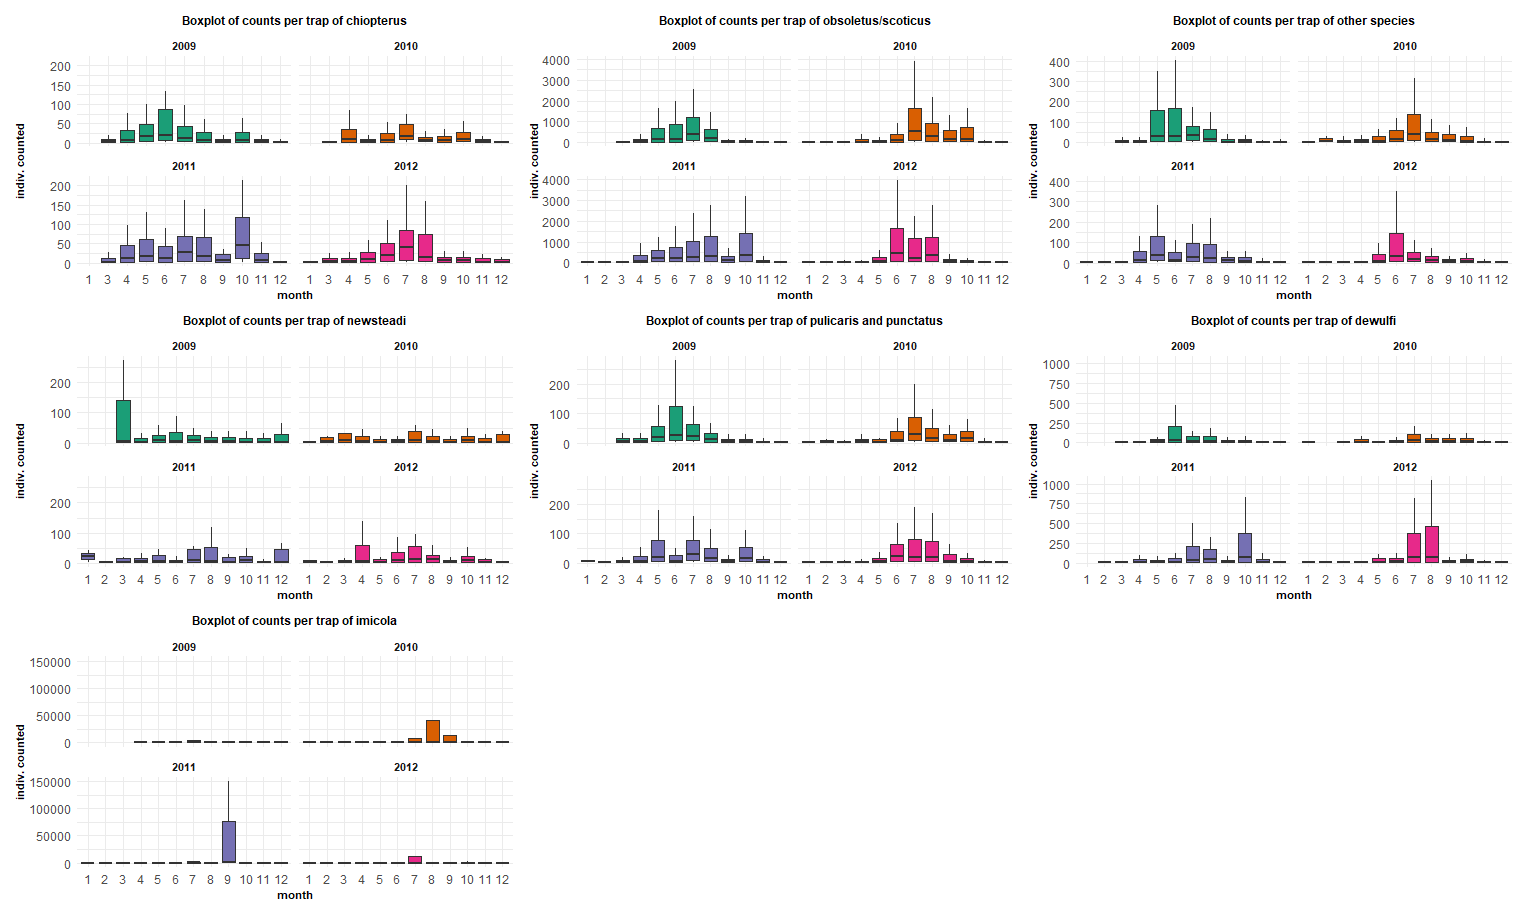 Boxplot of counts per trap of chiopterus
2009 2010
200
150
100
50
0
2011 2012
200
150
100
50
0
1 3 4 5 6 7 8 9 10 11 12 1 3 4 5 6 7 8 9 10 11 12
month
indiv. counted
Boxplot of counts per trap of obsoletus/scoticus
2009 2010
4000
3000
2000
1000
0
2011 2012
4000
3000
2000
1000
0
1 2 3 4 5 6 7 8 9 10 11 12 1 2 3 4 5 6 7 8 9 10 11 12
month
indiv. counted
Boxplot of counts per trap of other species
2009 2010
400
300
200
100
0
2011 2012
400
300
200
100
0
1 2 3 4 5 6 7 8 9 10 11 12 1 2 3 4 5 6 7 8 9 10 11 12
month
indiv. counted
Boxplot of counts per trap of newsteadi
2009 2010
200
100
0
2011 2012
200
100
0
1 2 3 4 5 6 7 8 9 10 11 12 1 2 3 4 5 6 7 8 9 10 11 12
month
indiv. counted
Boxplot of counts per trap of pulicaris and punctatus
2009 2010
200
100
0
2011 2012
200
100
0
1 2 3 4 5 6 7 8 9 10 11 12 1 2 3 4 5 6 7 8 9 10 11 12
month
indiv. counted
Boxplot of counts per trap of dewulfi
2009 2010
1000
750
500
250
0
2011 2012
1000
750
500
250
0
1 2 3 4 5 6 7 8 9 10 11 12 1 2 3 4 5 6 7 8 9 10 11 12
month
indiv. counted
Boxplot of counts per trap of imicola
2009 2010
150000
100000
50000
0
2011 2012
150000
100000
50000
0
1 2 3 4 5 6 7 8 9 10 11 12 1 2 3 4 5 6 7 8 9 10 11 12
month
indiv. counted